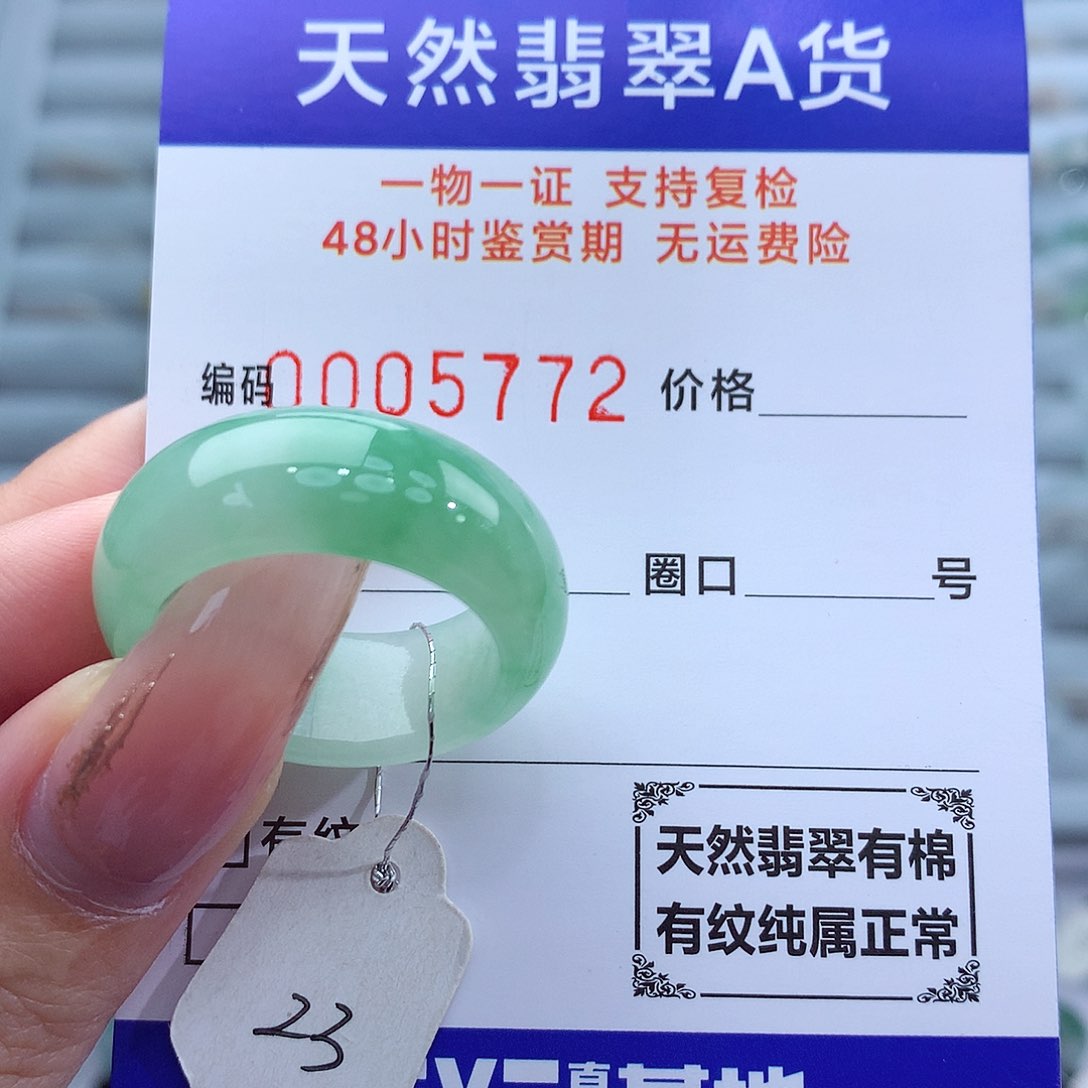 天然翡翠A货
一物一证 支持复检
48小时鉴赏期 无运费险
编码0005772 价格
圈口 号
有纹
天然翡翠有棉
有纹纯属正常
23